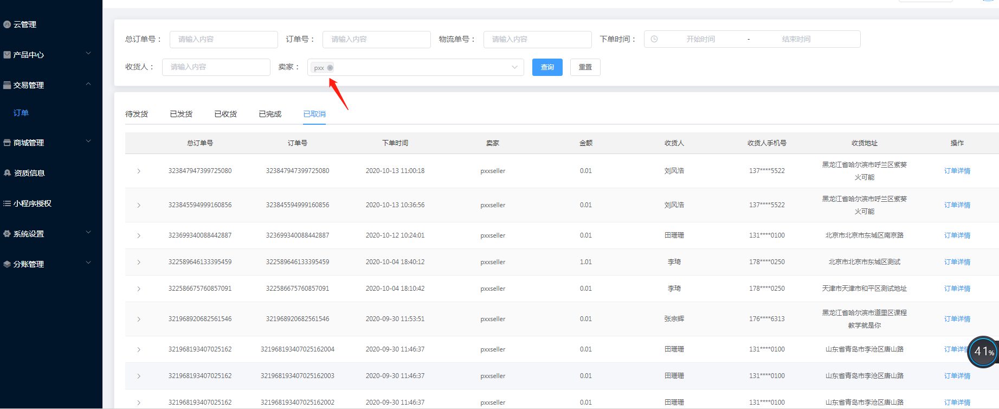 云管理
产品中心
交易管理
订单
商城管理
资质信息
小程序授权
系统设置
分账管理
总订单号： 请输入内容 订单号： 请输入内容 物流单号： 请输入内容 下单时间： 开始时间 - 结束时间
收货人： 请输入内容 卖家： pxx 查询 重置
待发货 已发货 已收货 已完成 已取消
总订单号 订单号 下单时间 卖家 金额 收货人 收货人手机号 收货地址 操作
323847947399725080 323847947399725080 2020-10-13 11:00:18 pxxseller 0.01 刘风浩 137****5522 黑龙江省哈尔滨市呼兰区紫葵 订单详情
火可能
323845594999160856 323845594999160856 2020-10-13 10:36:56 pxxseller 0.01 刘风浩 137****5522 黑龙江省哈尔滨市呼兰区紫葵 订单详情
火可能
323699340088442887 323699340088442887 2020-10-12 10:24:01 pxxseller 0.01 田珊珊 131****0100 北京市北京市东城区南京路 订单详情
322589646133395459 322589646133395459 2020-10-04 18:40:12 pxxseller 1.01 李琦 178****0250 北京市北京市东城区测试 订单详情
322586675760857091 322586675760857091 2020-10-04 18:10:42 pxxseller 0.01 李琦 178****0250 天津市天津市和平区测试地址 订单详情
321968920682561546 321968920682561546 2020-09-30 11:53:51 pxxseller 0.01 张宗辉 176****6313 黑龙江省哈尔滨市道里区课程 订单详情
教学就是你
321968193407025162 321968193407025162004 2020-09-30 11:46:37 pxxseller 0.01 田珊珊 131****0100 山东省青岛市李沧区唐山路 订单详情
41%
321968193407025162 321968193407025162003 2020-09-30 11:46:37 pxxseller 0.01 田珊珊 131****0100 山东省青岛市李沧区唐山路 订单详情
321968193407025162 321968193407025162002 2020-09-30 11:46:37 pxxseller 0.01 田珊珊 131****0100 山东省青岛市李沧区唐山路 订单详情